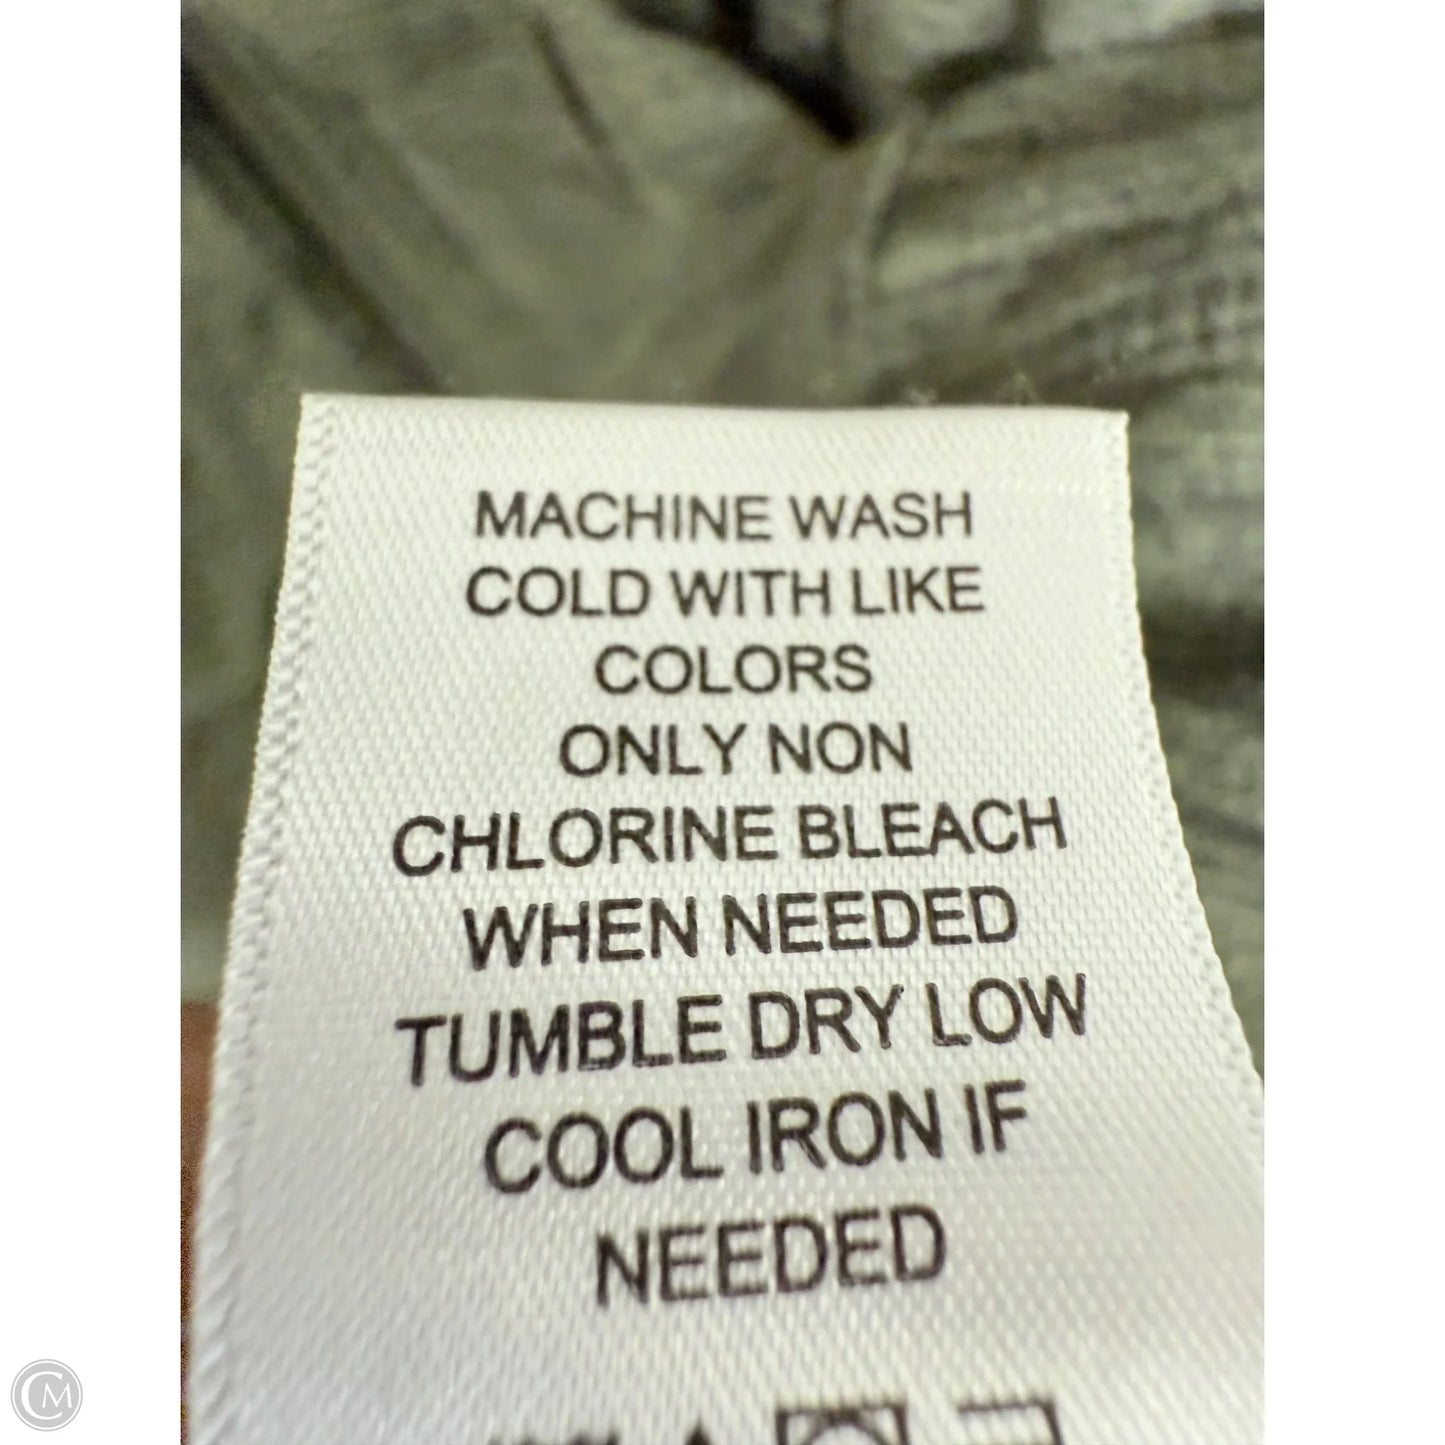 MACHINE WASH
COLD WITH LIKE
COLORS
ONLY NON
CHLORINE BLEACH
WHEN NEEDED
TUMBLE DRY LOW
COOL IRON IF
NEEDED
CM